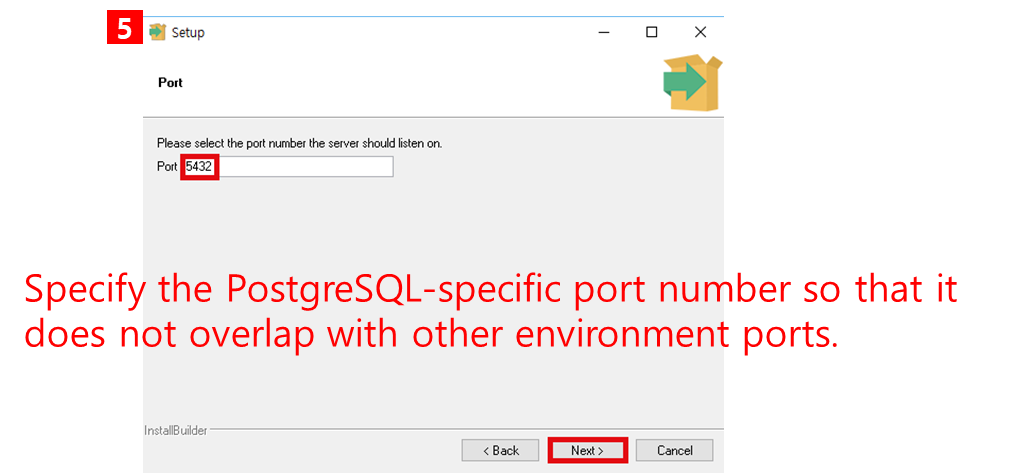 5
Setup
Port
Please select the port number the server should listen on.
Port 5432
Specify the PostgreSQL-specific port number so that it
does not overlap with other environment ports.
InstallBuilder
< Back Next > Cancel